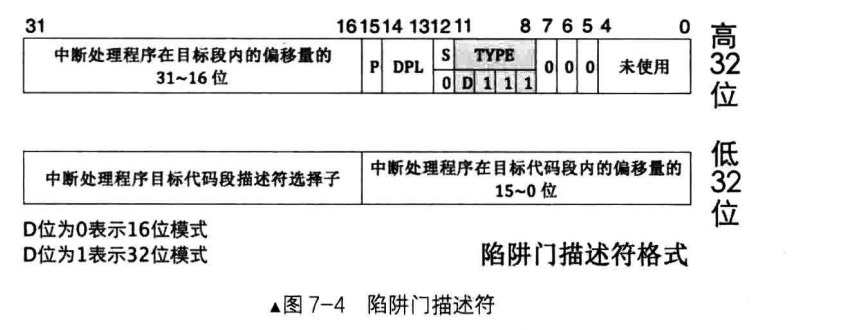 31 16 15 14 13 12 11 8 7 6 5 4 0
中断处理程序在目标段内的偏移量的
31~16 位
P
DPL
S
TYPE
0
0
0
未使用
0
D
1
1
1
高
32
位
中断处理程序目标代码段描述符选择子
中断处理程序在目标代码段内的偏移量的
15~0 位
低
32
位
D位为0表示16位模式
D位为1表示32位模式
陷阱门描述符格式
▲图 7-4 陷阱门描述符